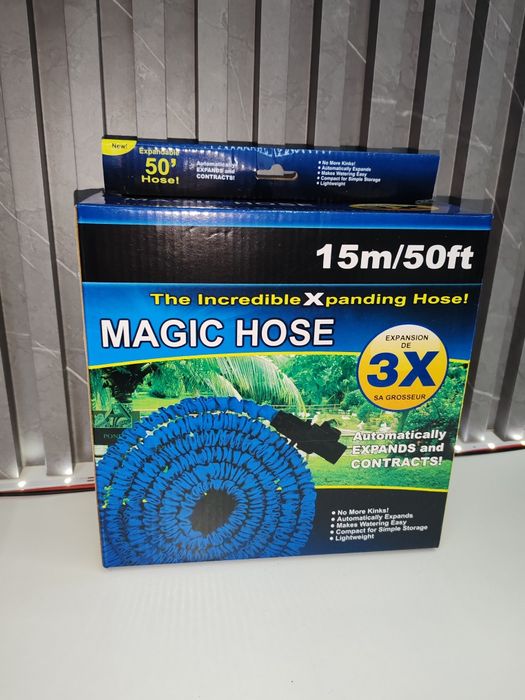 New!
Expandable
50'
Hose!
Automatically
EXPANDS and
CONTRACTS!
• No More Kinks!
• Automatically Expands
• Makes Watering Easy
• Compact for Simple Storage
• Lightweight
15m/50ft
The Incredible Xpanding Hose!
MAGIC HOSE
EXPANSION
DE
3X
SA GROSSEUR
Automatically
EXPANDS and
CONTRACTS!
• No More Kinks!
• Automatically Expands
• Makes Watering Easy
• Compact for Simple Storage
• Lightweight